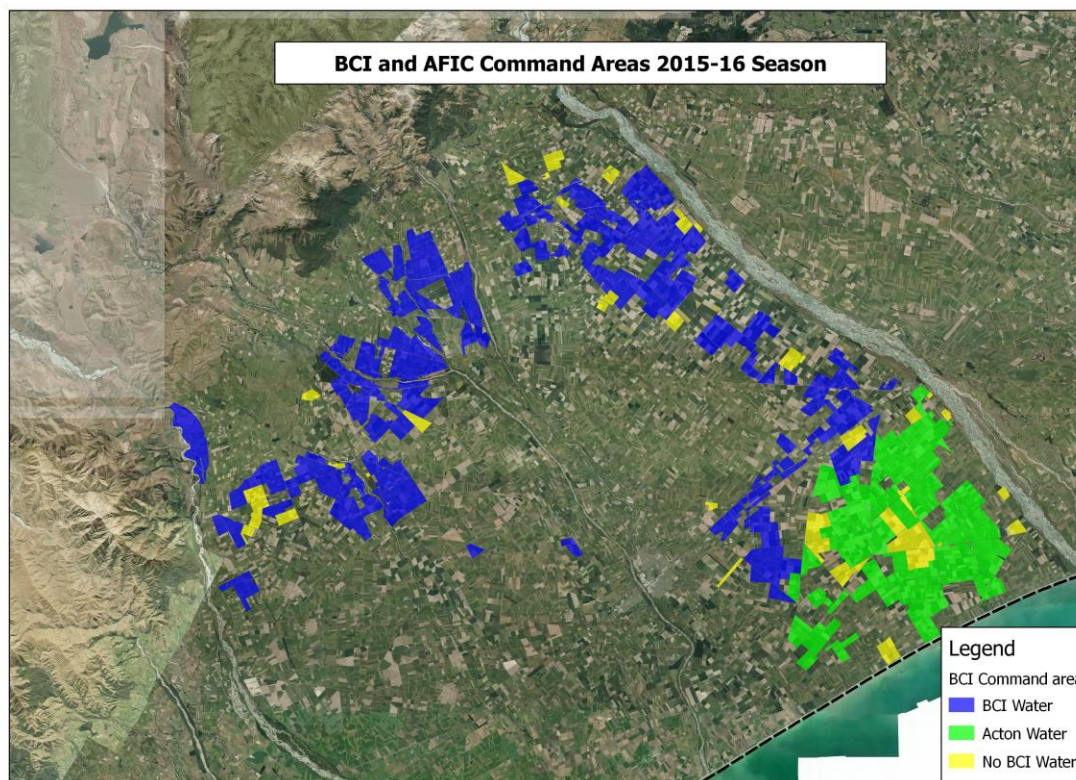 BCI and AFIC Command Areas 2015-16 Season
Legend
BCI Command area
BCI Water
Acton Water
No BCI Water